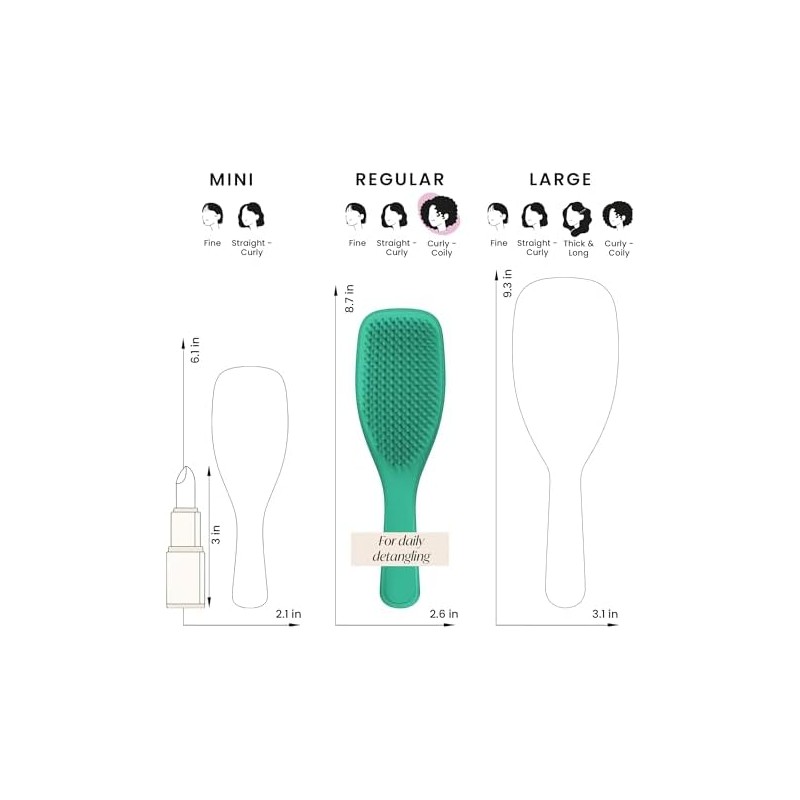 MINI
REGULAR
LARGE
Fine
Straight -
Curly
Fine
Straight -
Curly
Curly -
Coily
Fine
Straight -
Curly
Thick &
Long
Curly -
Coily
6.1 in
8.7 in
9.3 in
3 in
For daily
detangling
2.1 in
2.6 in
3.1 in